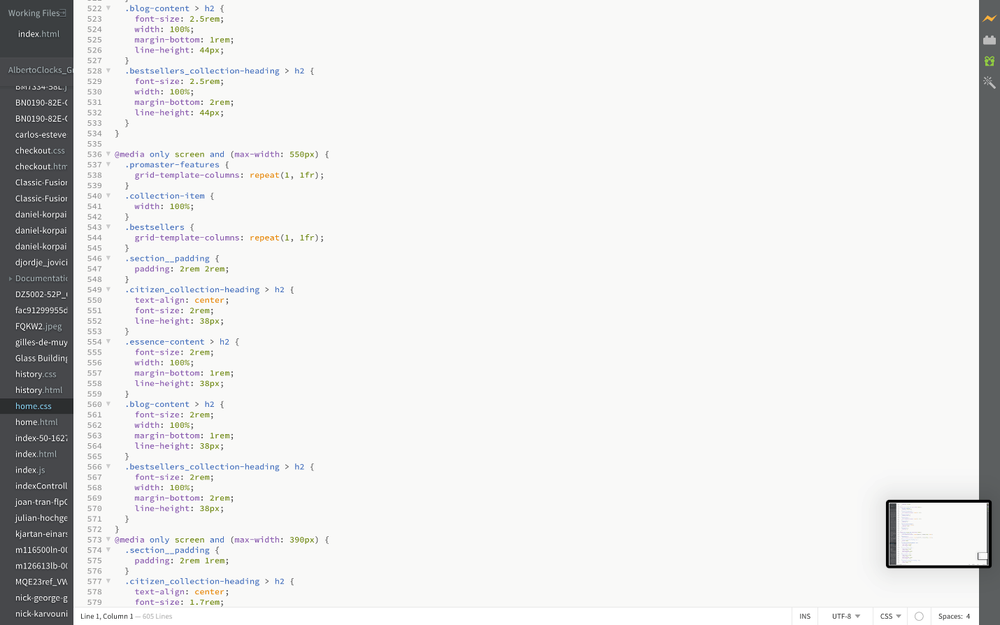 Working Files
index.html
AlbertoClocks_G
BM7334-58L.j
BN0190-82E-
BN0190-82E-
carlos-esteve
checkout.css
checkout.htm
Classic-Fusion
Classic-Fusion
daniel-korpai
daniel-korpai
daniel-korpai
djordje_jovici
Documentatio
DZ5002-52P_
fac91299955d
FQKW2.jpeg
gilles-de-muy
Glass Building
history.css
history.html
home.css
home.html
index-50-1627
index.html
index.js
indexControll
joan-tran-flp
julian-hochge
kjartan-einars
m116500ln-00
m126613lb-00
MQE23ref_VW
nick-george-g
nick-karvouni
522 .blog-content > h2 {
523 font-size: 2.5rem;
524 width: 100%;
525 margin-bottom: 1rem;
526 line-height: 44px;
527 }
528 .bestsellers_collection-heading > h2 {
529 font-size: 2.5rem;
530 width: 100%;
531 margin-bottom: 2rem;
532 line-height: 44px;
533 }
534 }
535
536 @media only screen and (max-width: 550px) {
537 .promaster-features {
538 grid-template-columns: repeat(1, 1fr);
539 }
540 .collection-item {
541 width: 100%;
542 }
543 .bestsellers {
544 grid-template-columns: repeat(1, 1fr);
545 }
546 .section__padding {
547 padding: 2rem 2rem;
548 }
549 .citizen_collection-heading > h2 {
550 text-align: center;
551 font-size: 2rem;
552 line-height: 38px;
553 }
554 .essence-content > h2 {
555 font-size: 2rem;
556 width: 100%;
557 margin-bottom: 1rem;
558 line-height: 38px;
559 }
560 .blog-content > h2 {
561 font-size: 2rem;
562 width: 100%;
563 margin-bottom: 1rem;
564 line-height: 38px;
565 }
566 .bestsellers_collection-heading > h2 {
567 font-size: 2rem;
568 width: 100%;
569 margin-bottom: 2rem;
570 line-height: 38px;
571 }
572 }
573 @media only screen and (max-width: 390px) {
574 .section__padding {
575 padding: 2rem 1rem;
576 }
577 .citizen_collection-heading > h2 {
578 text-align: center;
579 font-size: 1.7rem;
Line 1, Column 1 — 605 Lines
INS UTF-8 CSS Spaces: 4